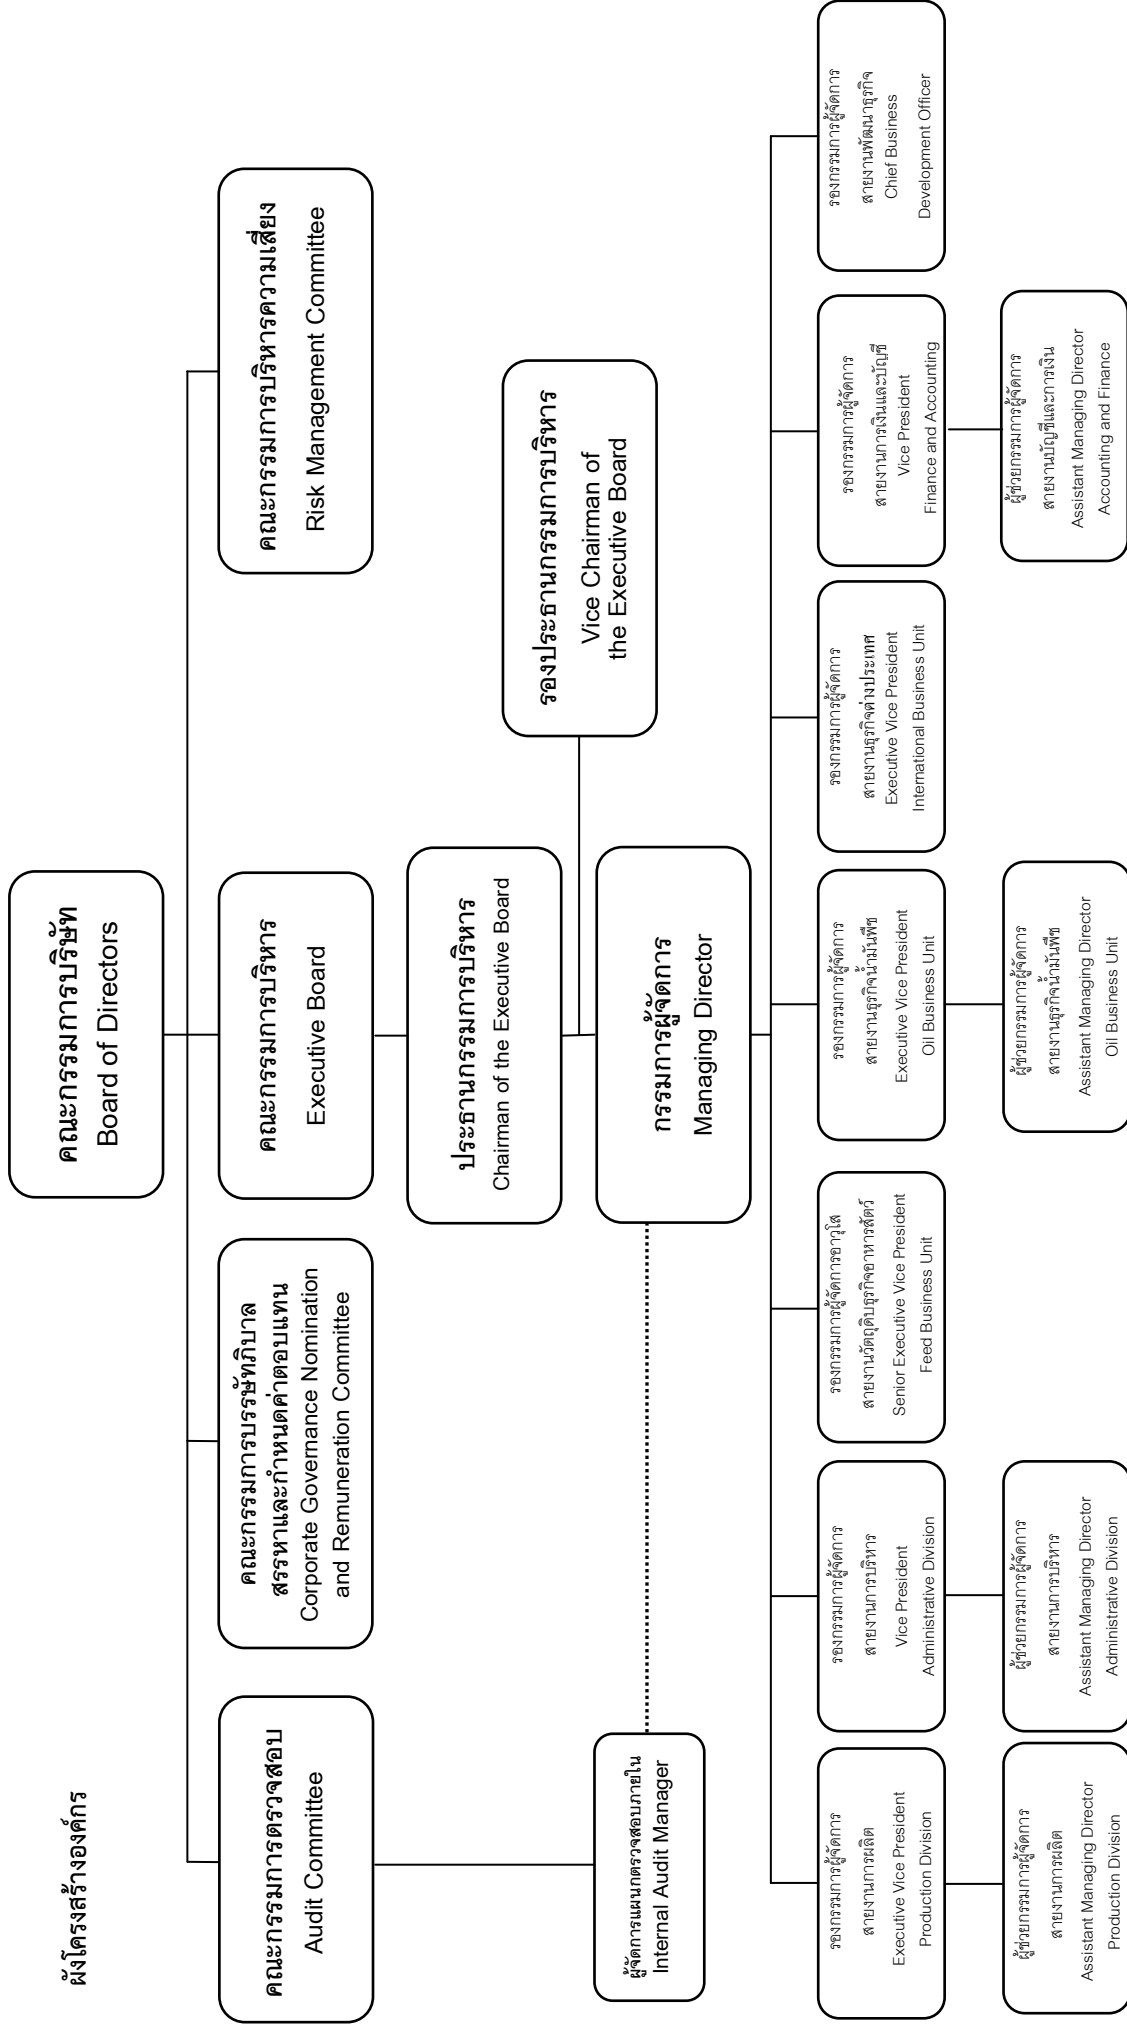 ผังโครงสร้างองค์กร
คณะกรรมการบริษัท
Board of Directors
คณะกรรมการตรวจสอบ
Audit Committee
คณะกรรมการบรรษัทภิบาล
สรรหาและกำหนดค่าตอบแทน
Corporate Governance Nomination
and Remuneration Committee
คณะกรรมการบริหาร
Executive Board
คณะกรรมการบริหารความเสี่ยง
Risk Management Committee
ประธานกรรมการบริหาร
Chairman of the Executive Board
รองประธานกรรมการบริหาร
Vice Chairman of
the Executive Board
ผู้จัดการแผนกตรวจสอบภายใน
Internal Audit Manager
กรรมการผู้จัดการ
Managing Director
รองกรรมการผู้จัดการ
สายงานการผลิต
Executive Vice President
Production Division
รองกรรมการผู้จัดการ
สายงานการบริหาร
Vice President
Administrative Division
รองกรรมการผู้จัดการอาวุโส
สายงานวัตถุดิบธุรกิจอาหารสัตว์
Senior Executive Vice President
Feed Business Unit
รองกรรมการผู้จัดการ
สายงานธุรกิจน้ำมันพืช
Executive Vice President
Oil Business Unit
รองกรรมการผู้จัดการ
สายงานธุรกิจต่างประเทศ
Executive Vice President
International Business Unit
รองกรรมการผู้จัดการ
สายงานการเงินและบัญชี
Vice President
Finance and Accounting
รองกรรมการผู้จัดการ
สายงานพัฒนาธุรกิจ
Chief Business
Development Officer
ผู้ช่วยกรรมการผู้จัดการ
สายงานการผลิต
Assistant Managing Director
Production Division
ผู้ช่วยกรรมการผู้จัดการ
สายงานการบริหาร
Assistant Managing Director
Administrative Division
ผู้ช่วยกรรมการผู้จัดการ
สายงานธุรกิจน้ำมันพืช
Assistant Managing Director
Oil Business Unit
ผู้ช่วยกรรมการผู้จัดการ
สายงานบัญชีและการเงิน
Assistant Managing Director
Accounting and Finance